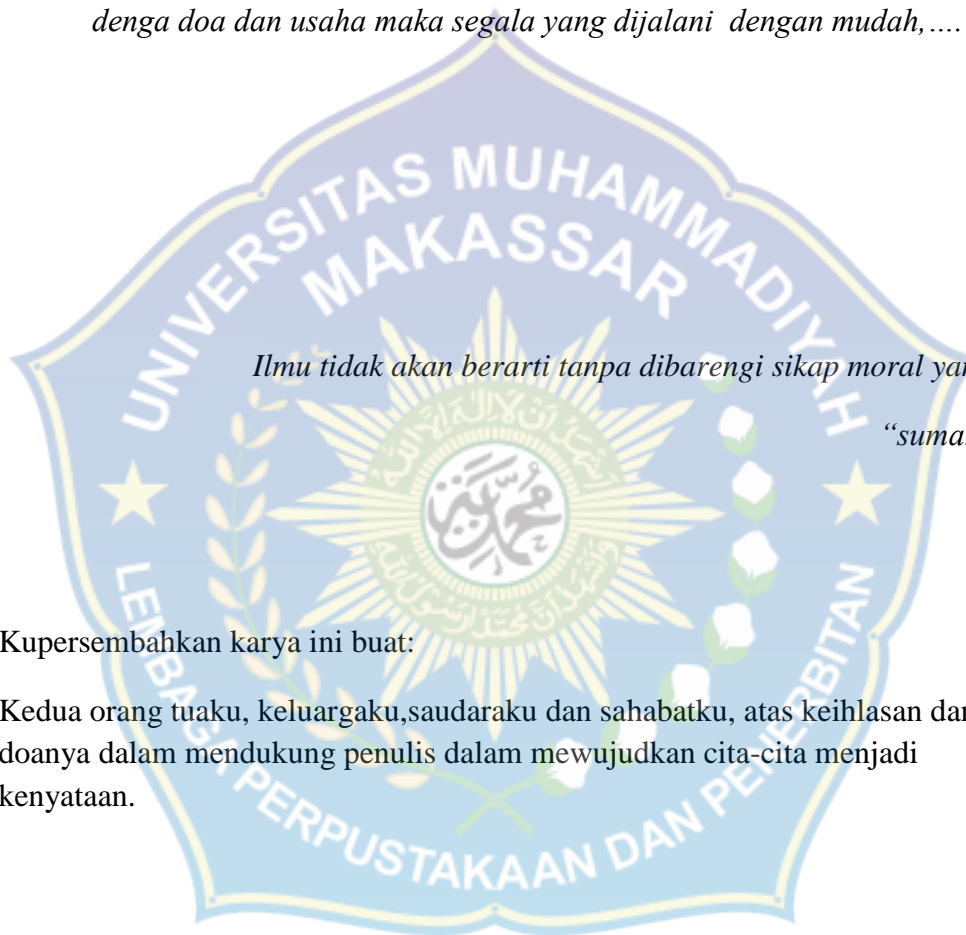 denga doa dan usaha maka segala yang dijalani dengan mudah,….
UNIVERSITAS MUHAMMADIYAH
MAKASSAR
Ilmu tidak akan berarti tanpa dibarengi sikap moral
“suma
محمدية
Kupersembahkan karya ini buat:
Kedua orang tuaku, keluargaku,saudaraku dan sahabatku, atas keihlasan dan
doanya dalam mendukung penulis dalam mewujudkan cita-cita menjadi
kenyataan.
LEMBAGA PERPUSTAKAAN DAN PENERBITAN